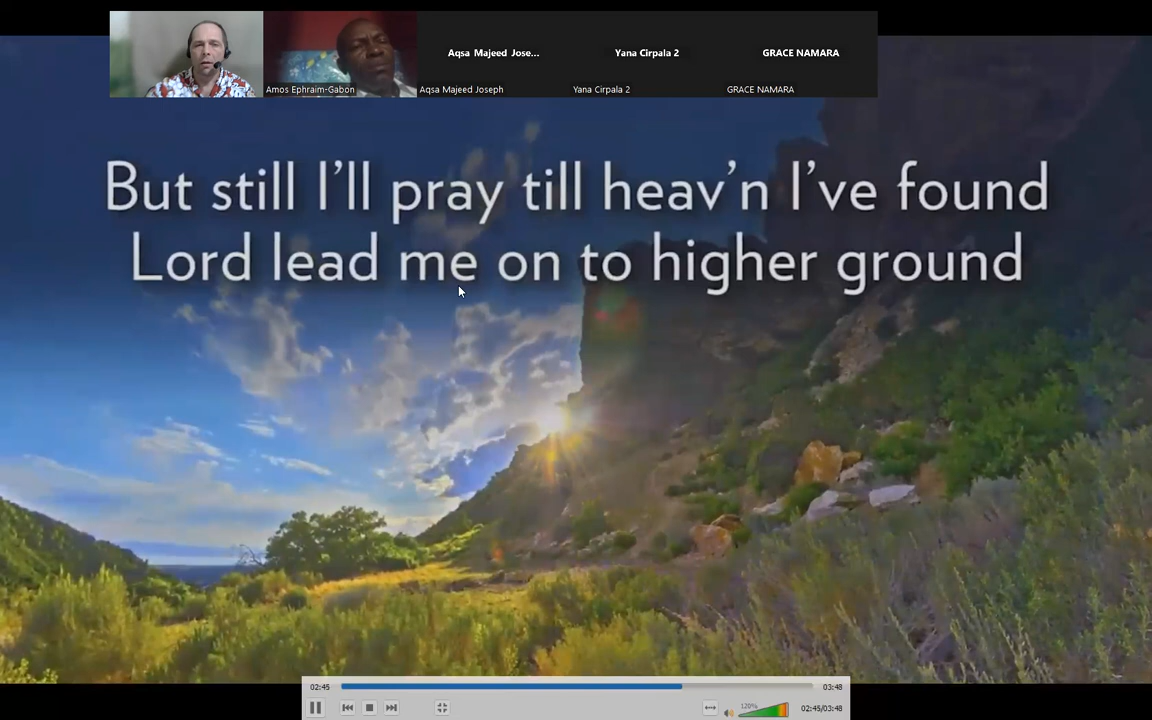 Aqsa Majeed Jose...
Yana Cirpala 2
GRACE NAMARA
Amos Ephraim-Gabon
Aqsa Majeed Joseph
Yana Cirpala 2
GRACE NAMARA
But still I'll pray till heav'n I've found
Lord lead me on to higher ground
02:45
03:48
120%
02:45/03:48